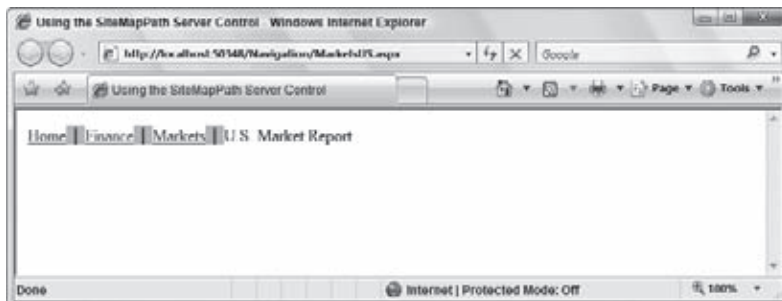 Using the SiteMapPath Server Control - Windows Internet Explorer
http://localhost:50348/Navigation/MarketsUS.aspx
Google
Using the SiteMapPath Server Control
Page
Tools
Home | Finance | Markets | U.S. Market Report
Done
Internet | Protected Mode: Off
100%